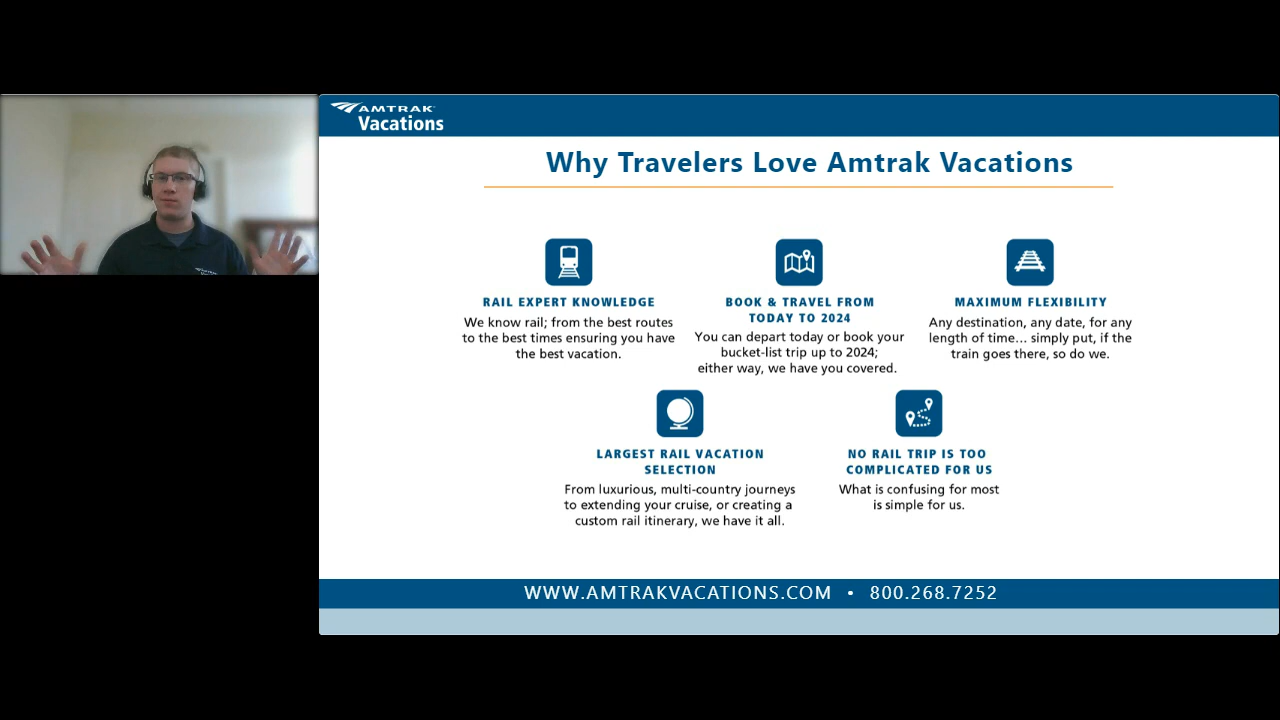 AMTRAK
Vacations
Why Travelers Love Amtrak Vacations
RAIL EXPERT KNOWLEDGE
We know rail; from the best routes
to the best times ensuring you have
the best vacation.
BOOK & TRAVEL FROM
TODAY TO 2024
You can depart today or book your
bucket-list trip up to 2024;
either way, we have you covered.
MAXIMUM FLEXIBILITY
Any destination, any date, for any
length of time... simply put, if the
train goes there, so do we.
LARGEST RAIL VACATION
SELECTION
From luxurious, multi-country journeys
to extending your cruise, or creating a
custom rail itinerary, we have it all.
NO RAIL TRIP IS TOO
COMPLICATED FOR US
What is confusing for most
is simple for us.
WWW.AMTRAKVACATIONS.COM • 800.268.7252